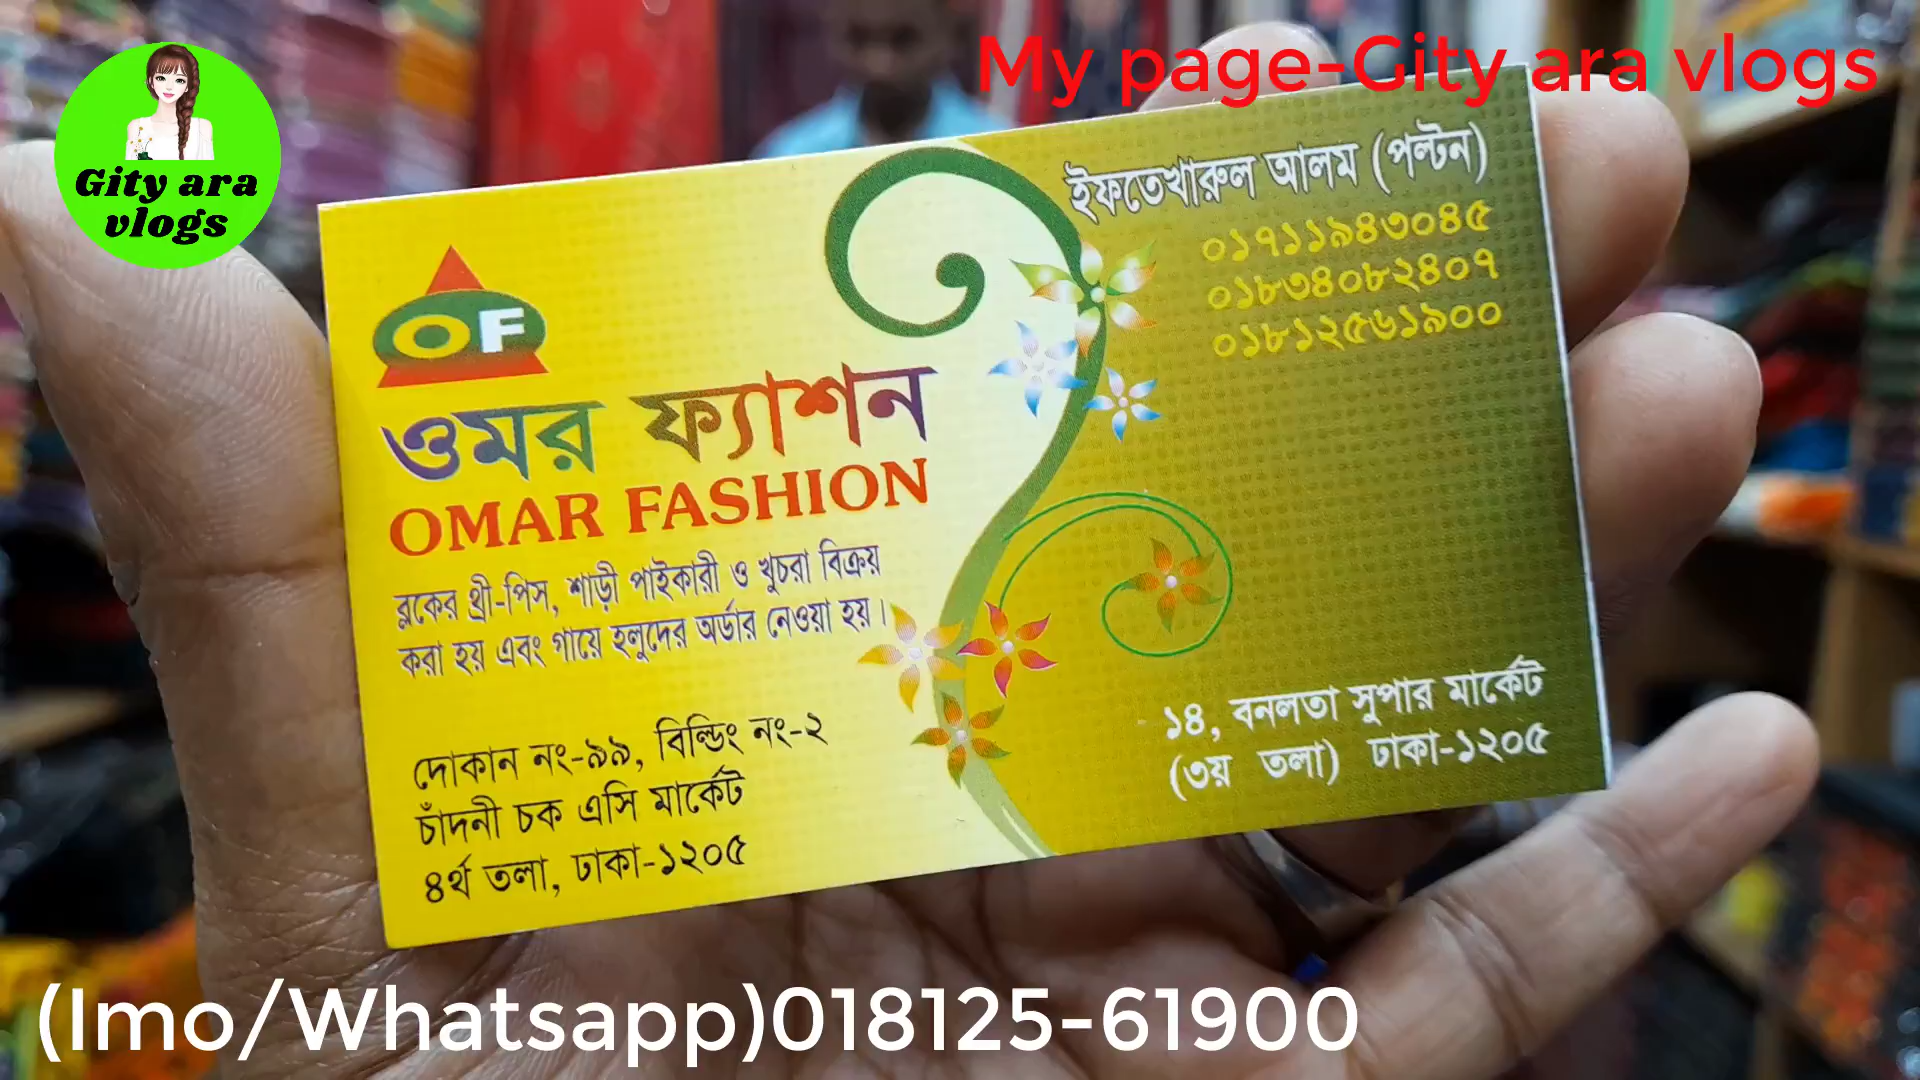 My page-Gity ara vlogs
Gity ara
vlogs
OF
ওমর ফ্যাশন
OMAR FASHION
ব্লকের থ্রী-পিস, শাড়ী পাইকারী ও খুচরা বিক্রয়
করা হয় এবং গায়ে হলুদের অর্ডার নেওয়া হয়।
দোকান নং-৯৯, বিল্ডিং নং-২
চাঁদনী চক এসি মার্কেট
৪র্থ তলা, ঢাকা-১২০৫
ইফতেখারুল আলম (পল্টন)
০১৭১১৯৪৩০৪৫
০১৮৩৪০৮২৪০৭
০১৮১২৫৬১৯০০
১৪, বনলতা সুপার মার্কেট
(৩য় তলা) ঢাকা-১২০৫
(Imo/Whatsapp)018125-61900